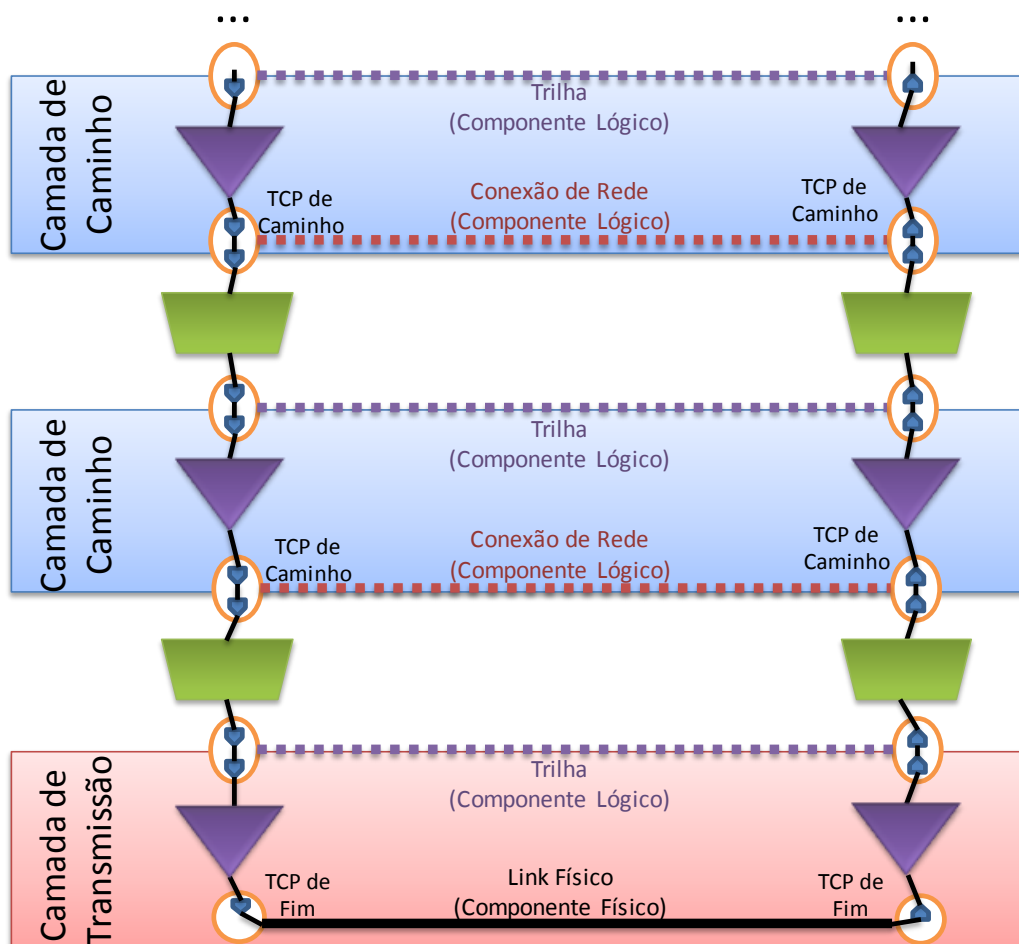 ... ...
Camada de
Caminho
Trilha
(Componente Lógico)
TCP de
Caminho
Conexão de Rede
(Componente Lógico)
TCP de
Caminho
Camada de
Caminho
Trilha
(Componente Lógico)
TCP de
Caminho
Conexão de Rede
(Componente Lógico)
TCP de
Caminho
Camada de
Transmissão
Trilha
(Componente Lógico)
TCP de
Fim
Link Físico
(Componente Físico)
TCP de
Fim